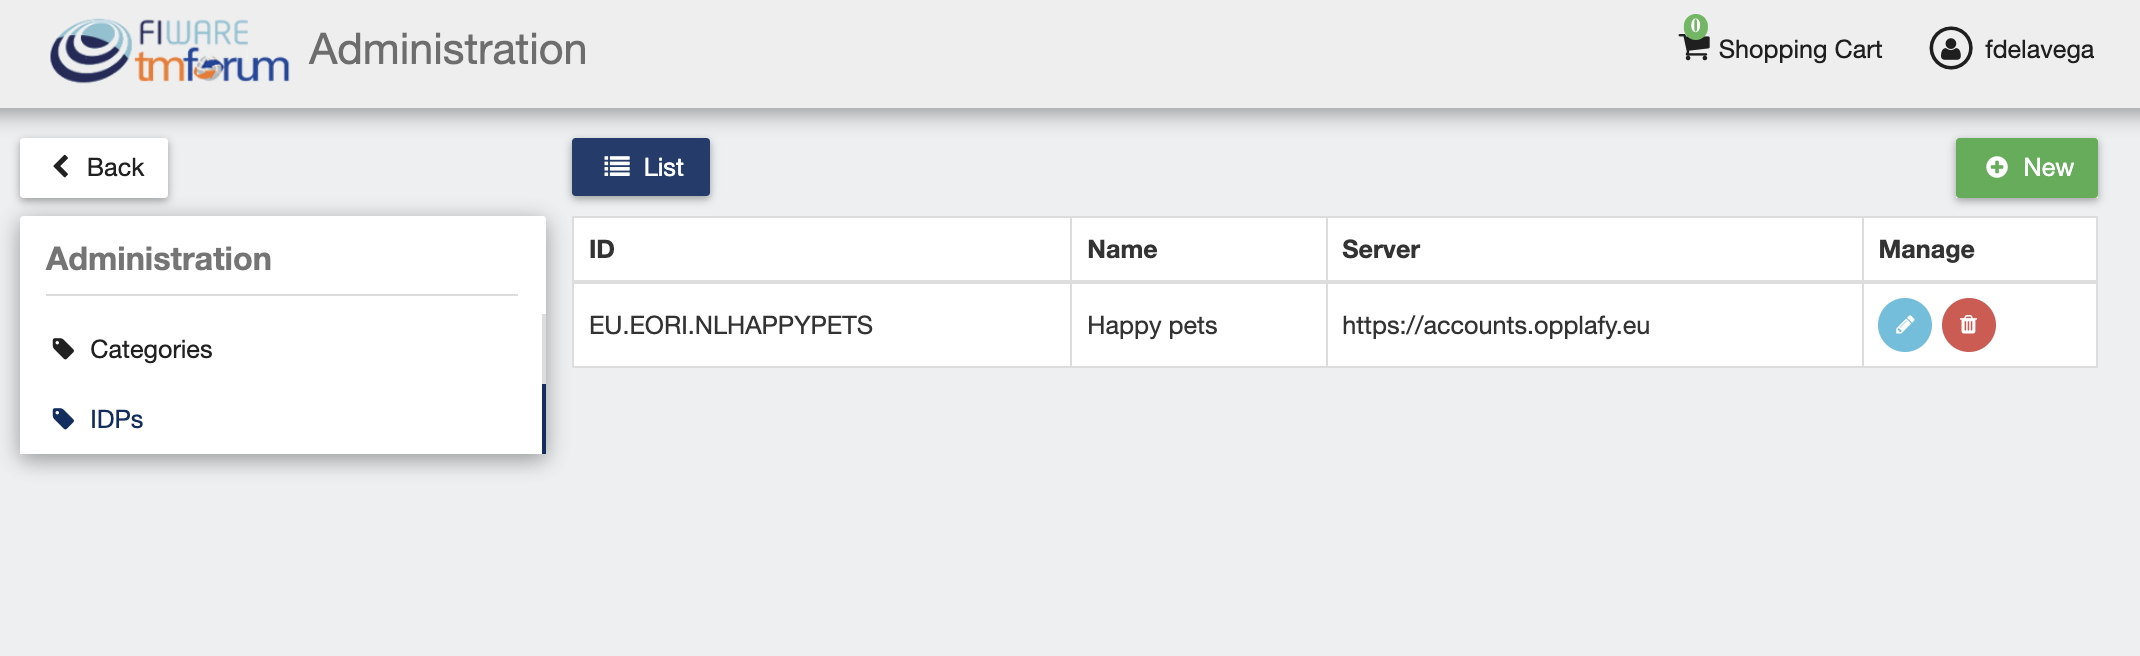 FIWARE
tmforum
Administration
0
Shopping Cart
fdelavega
Back
List
New
Administration
Categories
IDPs
ID Name Server Manage
EU.EORI.NLHAPPYPETS Happy pets https://accounts.opplafy.eu